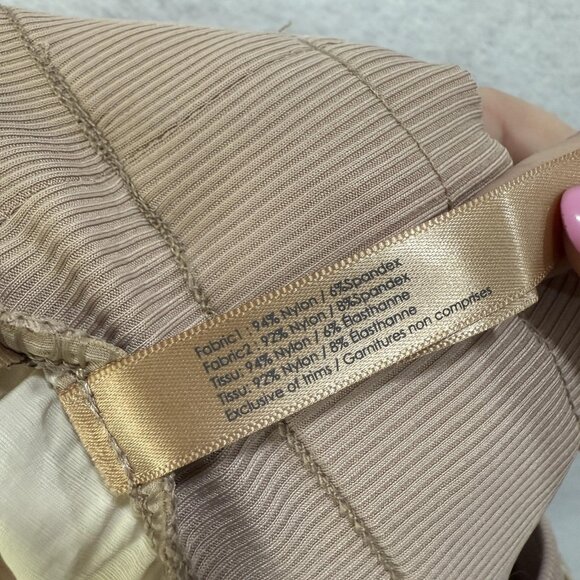 Fabric1 : 94% Nylon / 6%Spandex
Fabric2 : 92% Nylon / 8%Spandex
Tissu : 94% Nylon / 6% Élasthanne
Tissu : 92% Nylon / 8% Élasthanne
Exclusive of trims / Garnitures non comprises